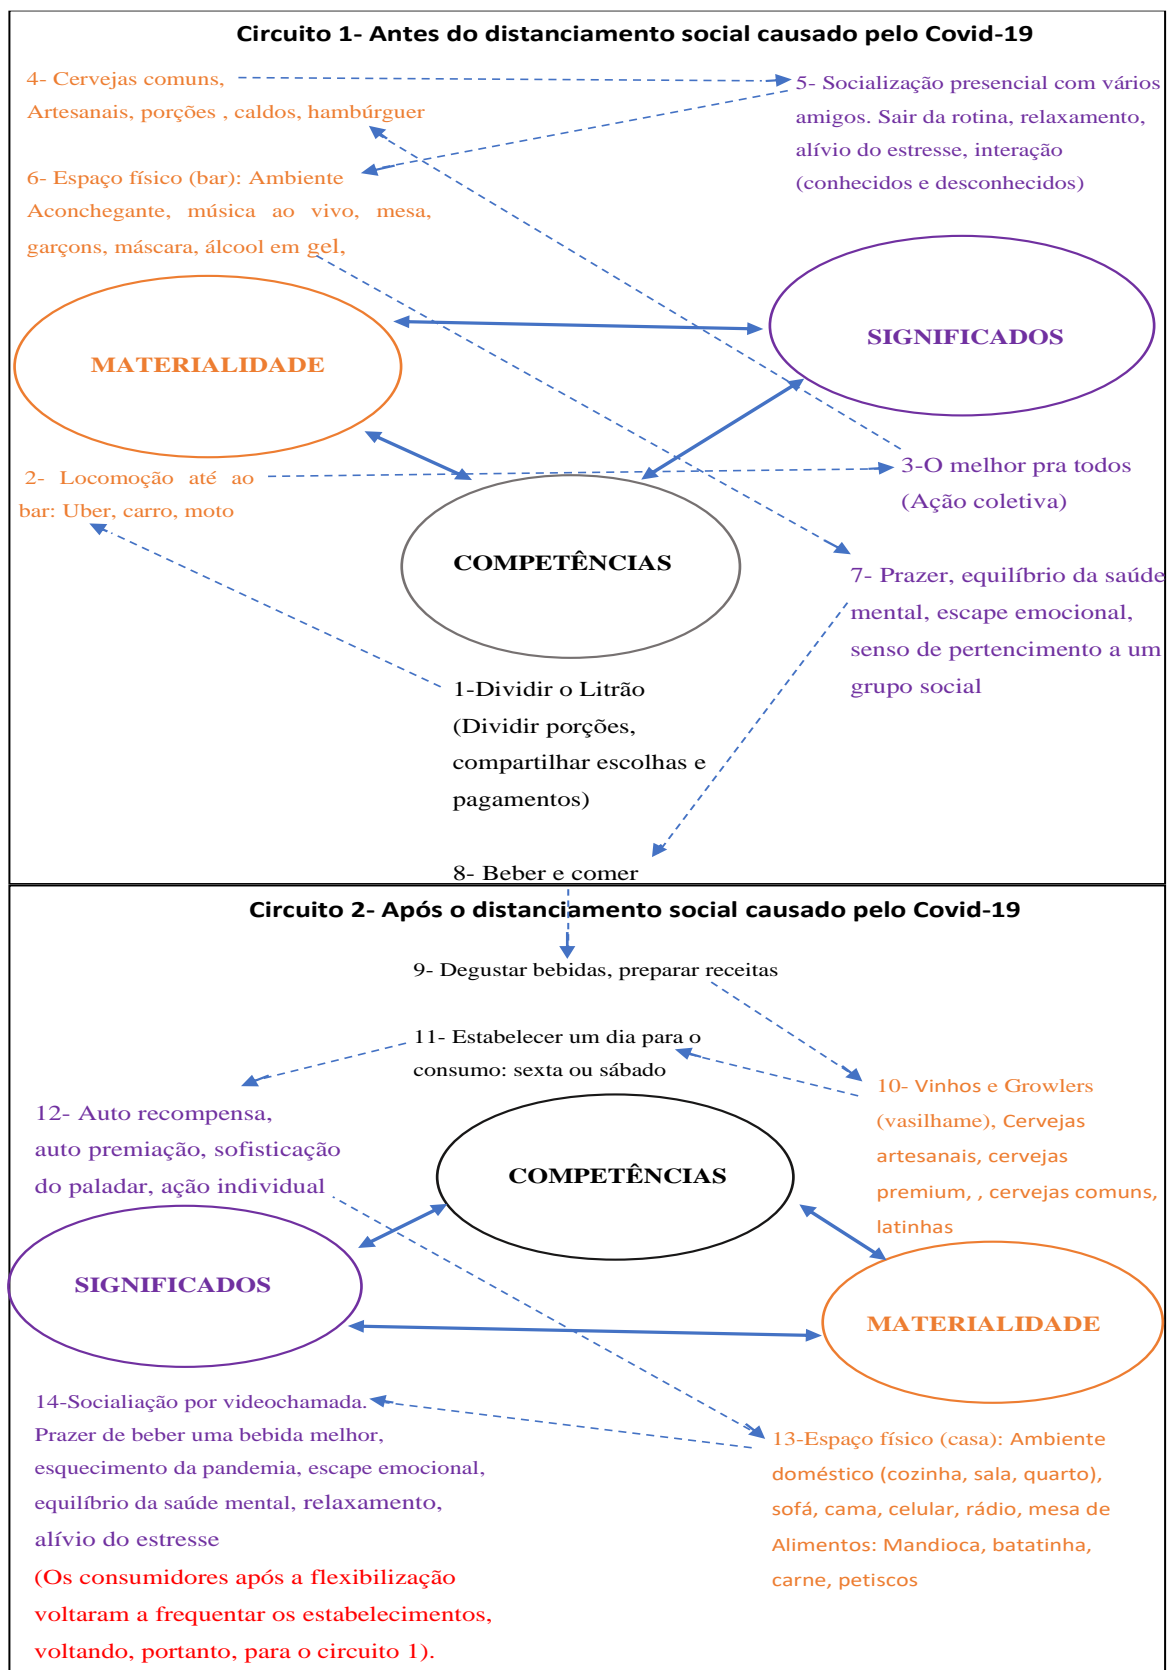 Circuito 1- Antes do distanciamento social causado pelo Covid-19
4- Cervejas comuns,
Artesanais, porções , caldos, hambúrguer
5- Socialização presencial com vários
amigos. Sair da rotina, relaxamento,
alívio do estresse, interação
(conhecidos e desconhecidos)
6- Espaço físico (bar): Ambiente
Aconchegante, música ao vivo, mesa,
garçons, máscara, álcool em gel,
MATERIALIDADE
SIGNIFICADOS
2- Locomoção até ao
bar: Uber, carro, moto
3-O melhor pra todos
(Ação coletiva)
COMPETÊNCIAS
7- Prazer, equilíbrio da saúde
mental, escape emocional,
senso de pertencimento a um
grupo social
1-Dividir o Litrão
(Dividir porções,
compartilhar escolhas e
pagamentos)
8- Beber e comer
Circuito 2- Após o distanciamento social causado pelo Covid-19
9- Degustar bebidas, preparar receitas
11- Estabelecer um dia para o
consumo: sexta ou sábado
10- Vinhos e Growlers
(vasilhame), Cervejas
artesanais, cervejas
premium, , cervejas comuns,
latinhas
12- Auto recompensa,
auto premiação, sofisticação
do paladar, ação individual
COMPETÊNCIAS
SIGNIFICADOS
MATERIALIDADE
14-Socialiação por videochamada.
Prazer de beber uma bebida melhor,
esquecimento da pandemia, escape emocional,
equilíbrio da saúde mental, relaxamento,
alívio do estresse
(Os consumidores após a flexibilização
voltaram a frequentar os estabelecimentos,
voltando, portanto, para o circuito 1).
13-Espaço físico (casa): Ambiente
doméstico (cozinha, sala, quarto),
sofá, cama, celular, rádio, mesa de
Alimentos: Mandioca, batatinha,
carne, petiscos